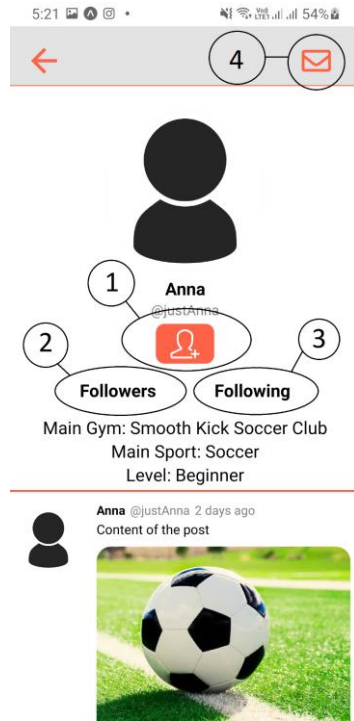 5:21 54%
4
1
Anna
@justAnna
2 3
Followers Following
Main Gym: Smooth Kick Soccer Club
Main Sport: Soccer
Level: Beginner
Anna @justAnna 2 days ago
Content of the post